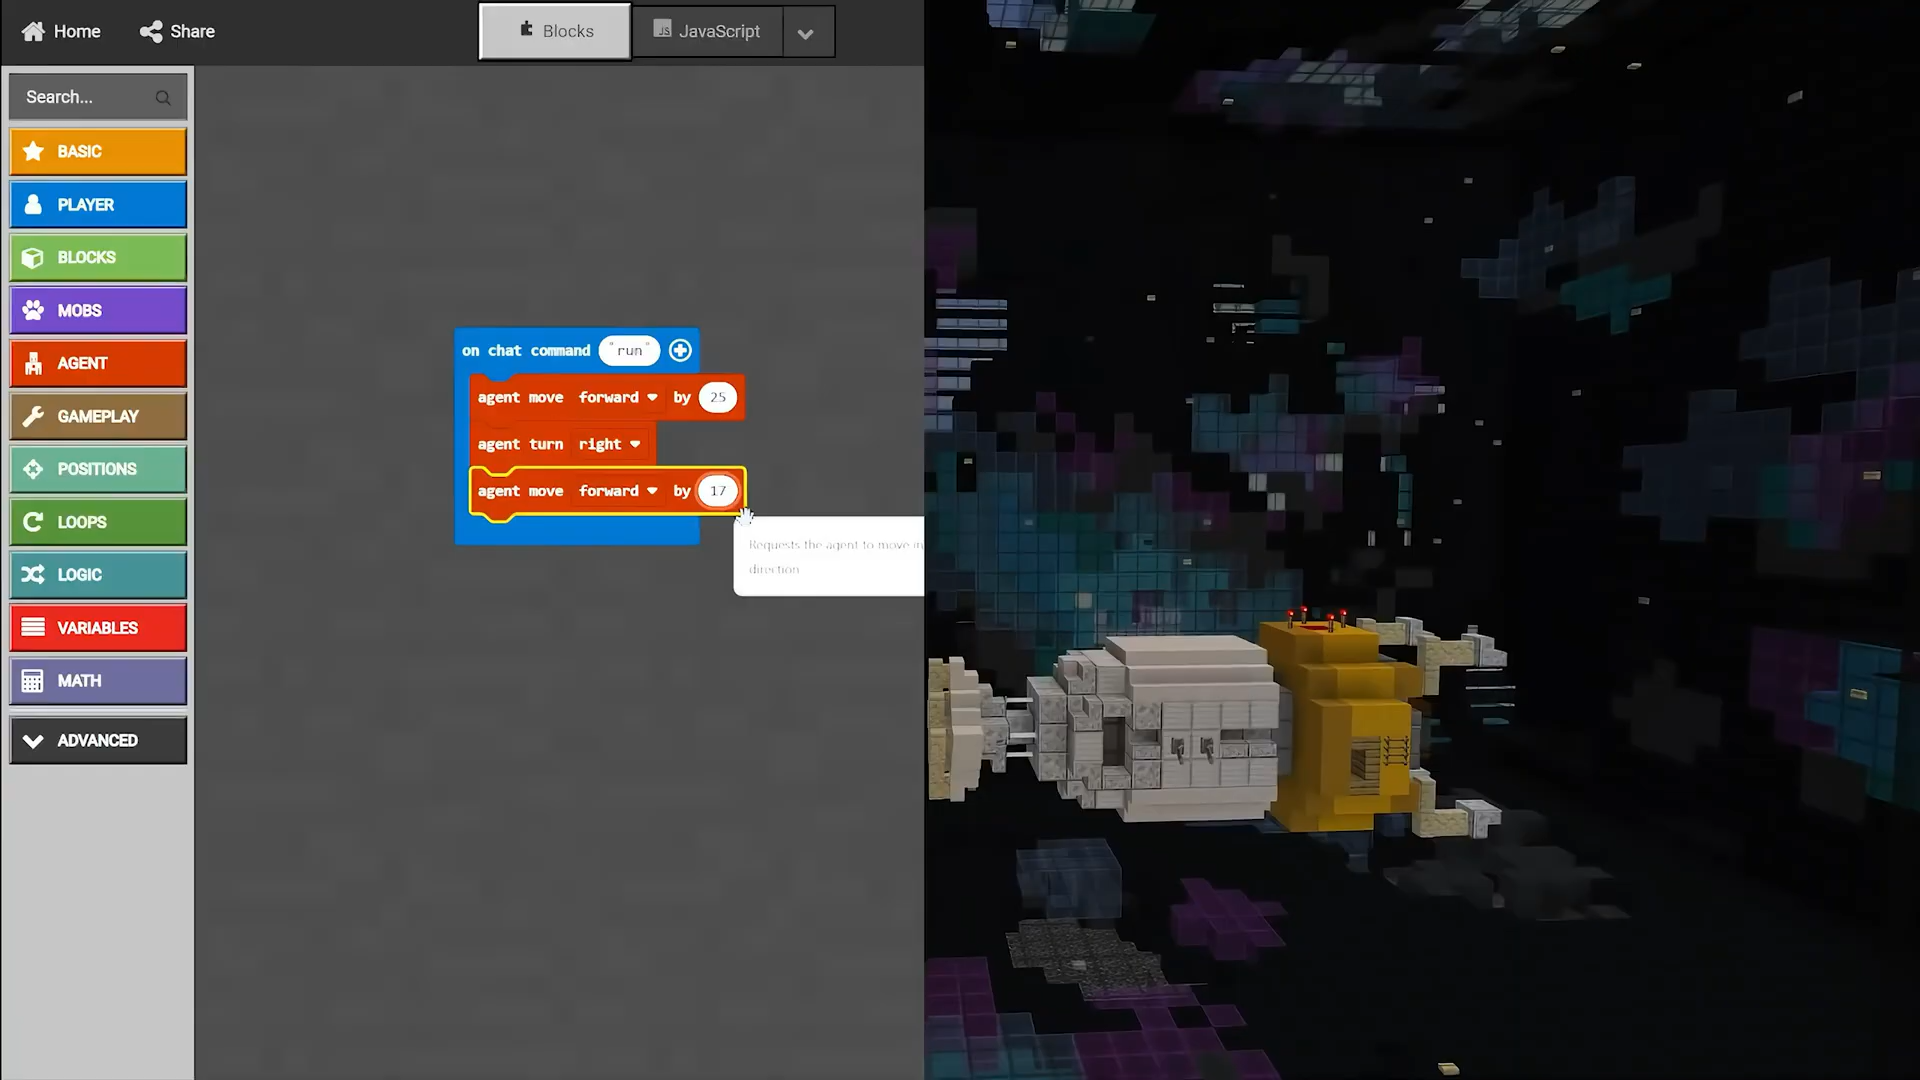 Home
Share
Blocks
JS JavaScript
Search...
BASIC
PLAYER
BLOCKS
MOBS
AGENT
GAMEPLAY
POSITIONS
LOOPS
LOGIC
VARIABLES
MATH
ADVANCED
on chat command "run"
agent move forward by 25
agent turn right
agent move forward by 17
Requests the agent to move in
direction